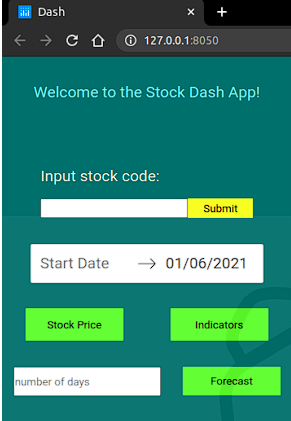 Dash
127.0.0.1:8050
Welcome to the Stock Dash App!
Input stock code:
Submit
Start Date 01/06/2021
Stock Price Indicators
number of days Forecast